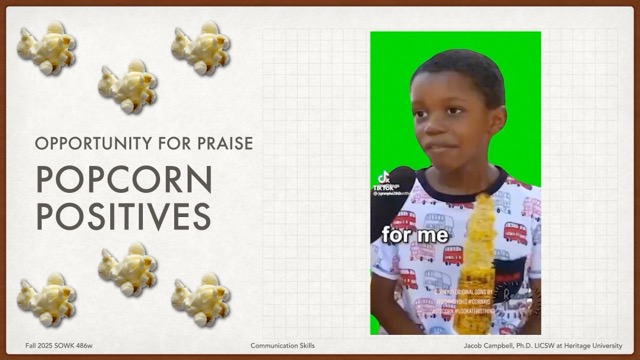 OPPORTUNITY FOR PRAISE
POPCORN
POSITIVES
TikTok
for me
Fall 2025 SOWK 486w
Communication Skills
Jacob Campbell, Ph.D. LICSW at Heritage University